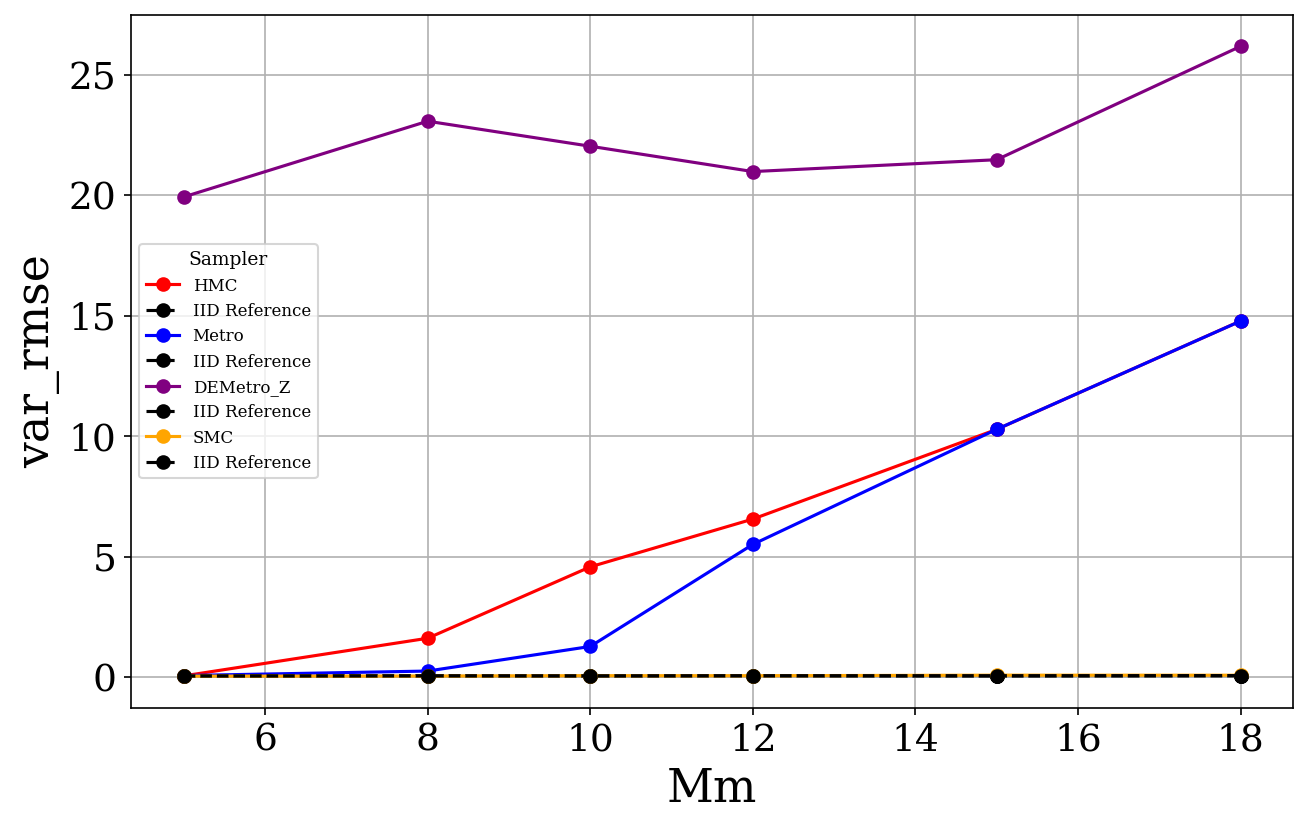 25
20
15
10
5
0
var_rmse
Sampler
HMC
IID Reference
Metro
IID Reference
DEMetro_Z
IID Reference
SMC
IID Reference
6 8 10 12 14 16 18
Mm